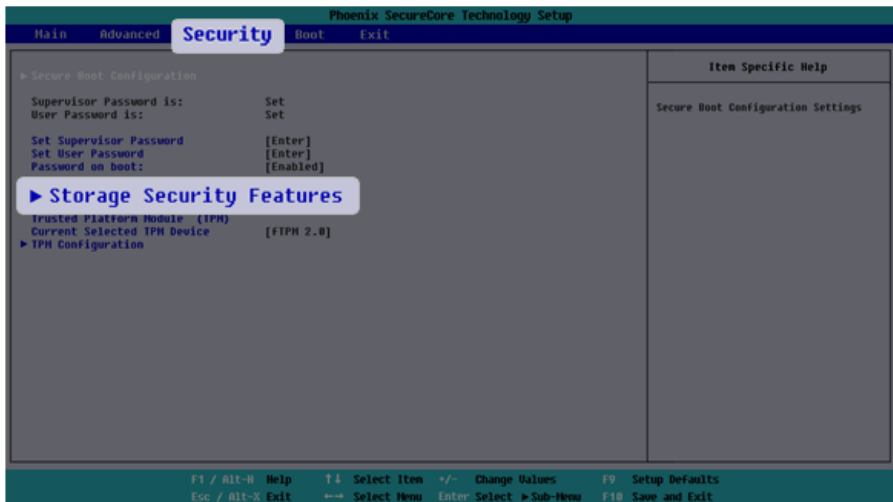 Phoenix SecureCore Technology Setup
Main Advanced Security Boot Exit
▶ Secure Boot Configuration
Item Specific Help
Supervisor Password is: Set
User Password is: Set
Secure Boot Configuration Settings
Set Supervisor Password [Enter]
Set User Password [Enter]
Password on boot: [Enabled]
▶ Storage Security Features
Trusted Platform Module (TPM)
Current Selected TPM Device [fTPM 2.0]
▶ TPM Configuration
F1 / Alt-H Help ↑↓ Select Item +/- Change Values F9 Setup Defaults
Esc / Alt-X Exit ←→ Select Menu Enter Select ▶ Sub-Menu F10 Save and Exit